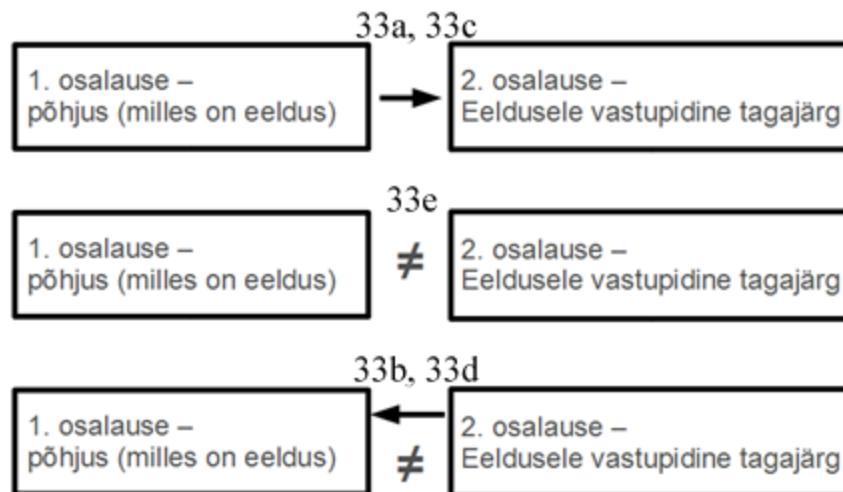 33a, 33c
1. osalause –
põhjus (milles on eeldus)
→
2. osalause –
Eeldusele vastupidine tagajärg
33e
1. osalause –
põhjus (milles on eeldus)
≠
2. osalause –
Eeldusele vastupidine tagajärg
33b, 33d
1. osalause –
põhjus (milles on eeldus)
←
≠
2. osalause –
Eeldusele vastupidine tagajärg